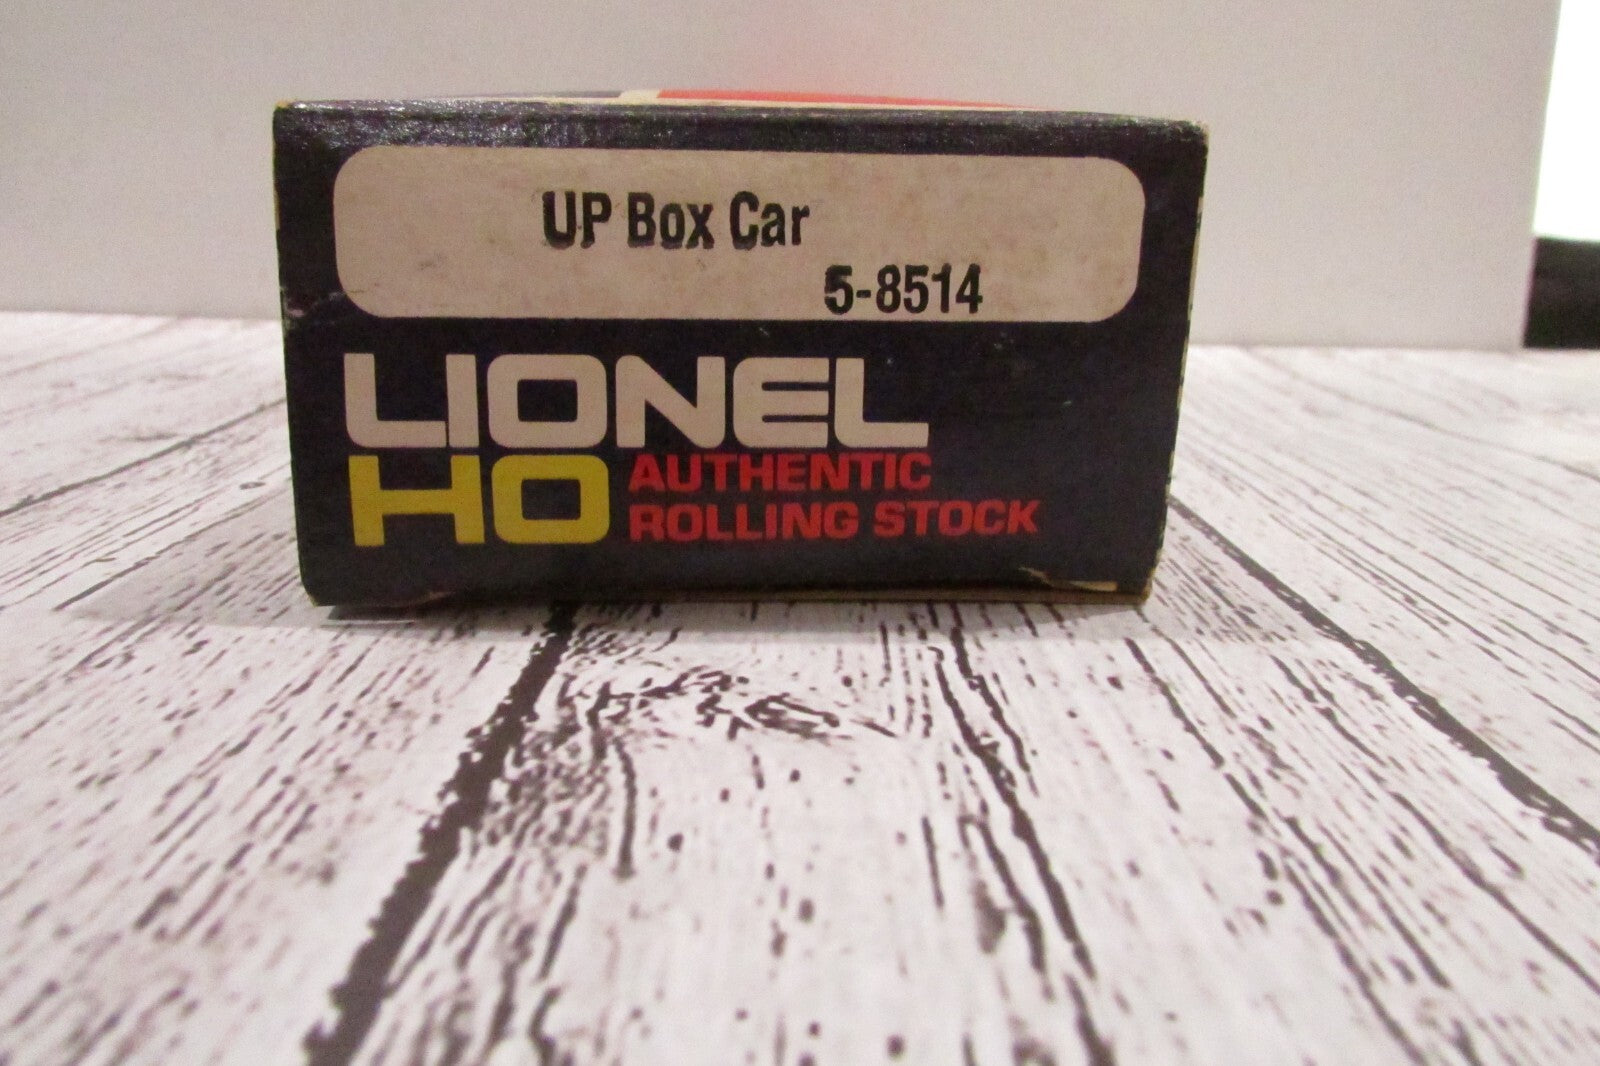 UP Box Car
5-8514
LIONEL
HO AUTHENTIC
ROLLING STOCK